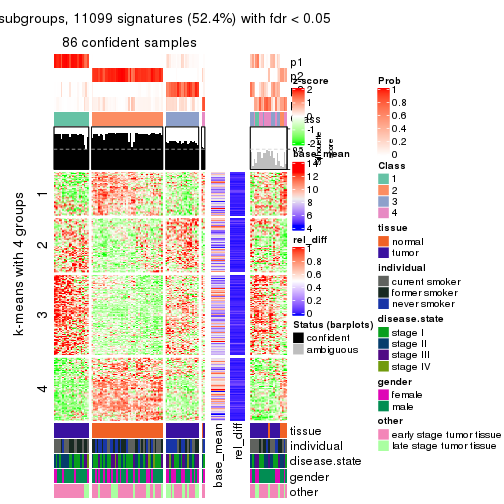 subgroups, 11099 signatures (52.4%) with fdr < 0.05
86 confident samples
p1
p2
z-score
2
1
0
-1
-2
base_mean
14
12
10
8
6
4
rel_diff
1
0.8
0.6
0.4
0.2
0
Status (barplots)
confident
ambiguous
Prob
1
0.8
0.6
0.4
0.2
0
Class
1
2
3
4
tissue
normal
tumor
individual
current smoker
former smoker
never smoker
disease.state
stage I
stage II
stage III
stage IV
gender
female
male
other
early stage tumor tissue
late stage tumor tissue
k-means with 4 groups
1
2
3
4
base_mean
rel_diff
tissue
individual
disease.state
gender
other